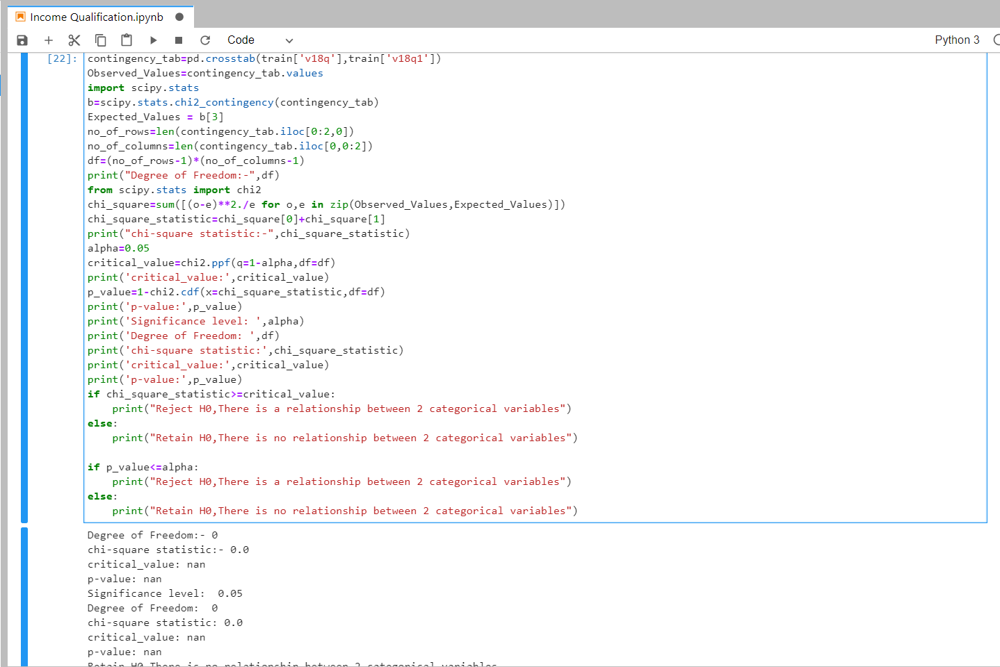 Income Qualification.ipynb
Code
Python 3
[22]:
contingency_tab=pd.crosstab(train['v18q'],train['v18q1'])
Observed_Values=contingency_tab.values
import scipy.stats
b=scipy.stats.chi2_contingency(contingency_tab)
Expected_Values = b[3]
no_of_rows=len(contingency_tab.iloc[0:2,0])
no_of_columns=len(contingency_tab.iloc[0,0:2])
df=(no_of_rows-1)*(no_of_columns-1)
print("Degree of Freedom:-",df)
from scipy.stats import chi2
chi_square=sum([(o-e)**2./e for o,e in zip(Observed_Values,Expected_Values)])
chi_square_statistic=chi_square[0]+chi_square[1]
print("chi-square statistic:-",chi_square_statistic)
alpha=0.05
critical_value=chi2.ppf(q=1-alpha,df=df)
print('critical_value:',critical_value)
p_value=1-chi2.cdf(x=chi_square_statistic,df=df)
print('p-value:',p_value)
print('Significance level: ',alpha)
print('Degree of Freedom: ',df)
print('chi-square statistic:',chi_square_statistic)
print('critical_value:',critical_value)
print('p-value:',p_value)
if chi_square_statistic>=critical_value:
    print("Reject H0,There is a relationship between 2 categorical variables")
else:
    print("Retain H0,There is no relationship between 2 categorical variables")
if p_value<=alpha:
    print("Reject H0,There is a relationship between 2 categorical variables")
else:
    print("Retain H0,There is no relationship between 2 categorical variables")
Degree of Freedom:- 0
chi-square statistic:- 0.0
critical_value: nan
p-value: nan
Significance level:  0.05
Degree of Freedom:  0
chi-square statistic: 0.0
critical_value: nan
p-value: nan
Retain H0,There is no relationship between 2 categorical variables